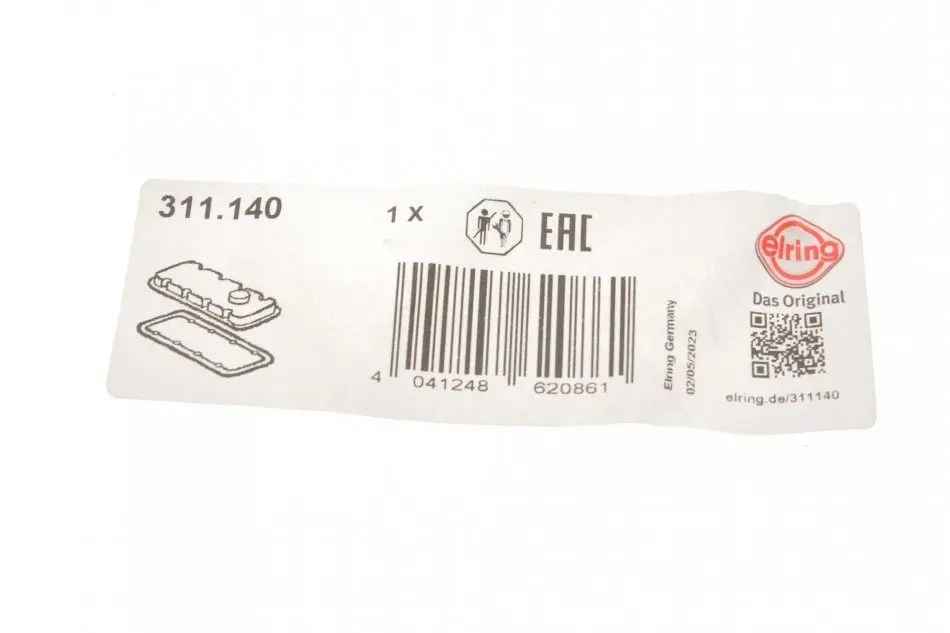 311.140
1 X
EAC
4 041248 620861
Elring Germany
02/05/2023
elring
Das Original
elring.de/311140